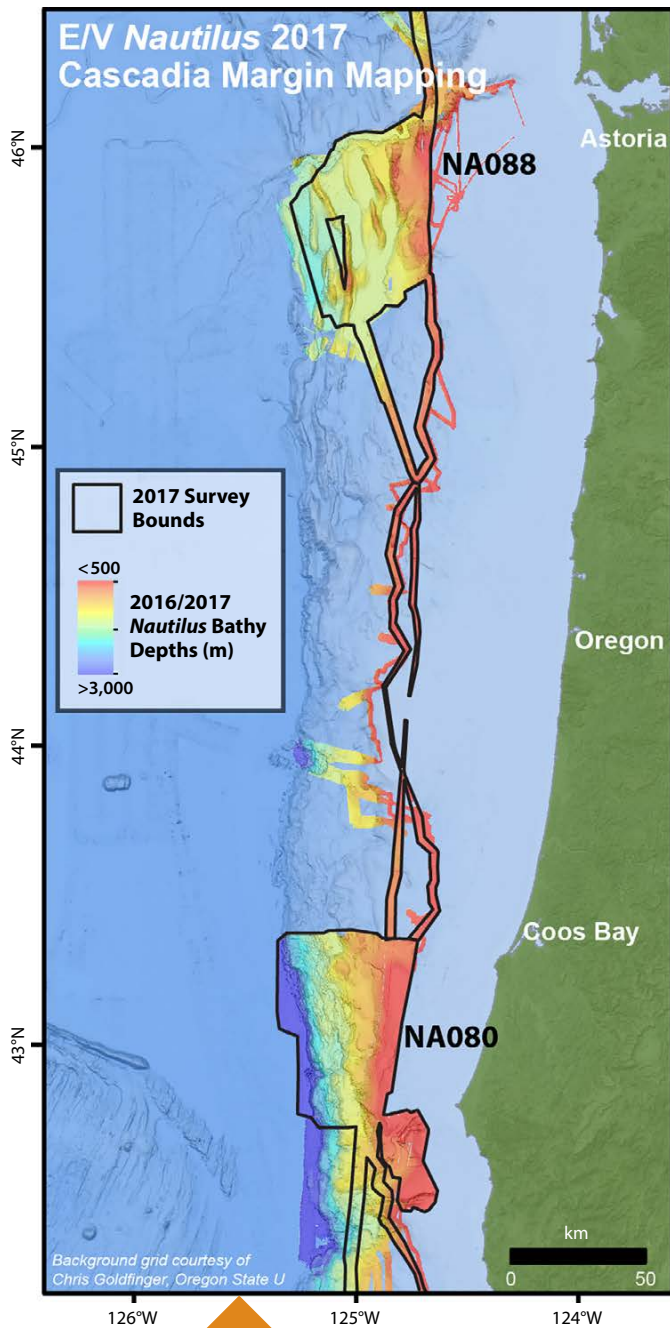 E/V Nautilus 2017
Cascadia Margin Mapping
46°N
Astoria
NA088
45°N
2017 Survey
Bounds
<500
2016/2017
Nautilus Bathy
Depths (m)
>3,000
Oregon
44°N
Coos Bay
43°N
NA080
Background grid courtesy of
Chris Goldfinger, Oregon State U
km
0 50
126°W 125°W 124°W